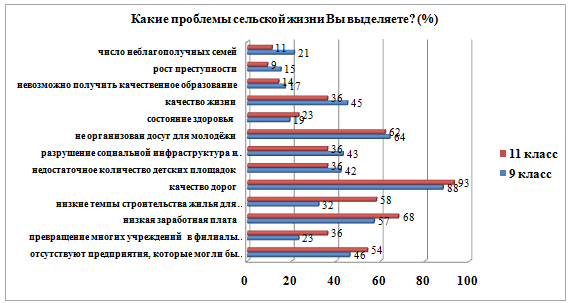 Какие проблемы сельской жизни Вы выделяете? (%)
число неблагополучных семей 11 21
рост преступности 9 15
невозможно получить качественное образование 14 17
качество жизни 36 45
состояние здоровья 23 19
не организован досуг для молодёжи 62 64
разрушение социальной инфраструктура и.. 36 43
недостаточное количество детских площадок 36 42
качество дорог 93 88
низкие темпы строительства жилья для.. 58 32
низкая заработная плата 68 57
превращение многих учреждений в филиалы.. 36 23
отсутствуют предприятия, которые могли бы.. 54 46
0 20 40 60 80 100
11 класс
9 класс